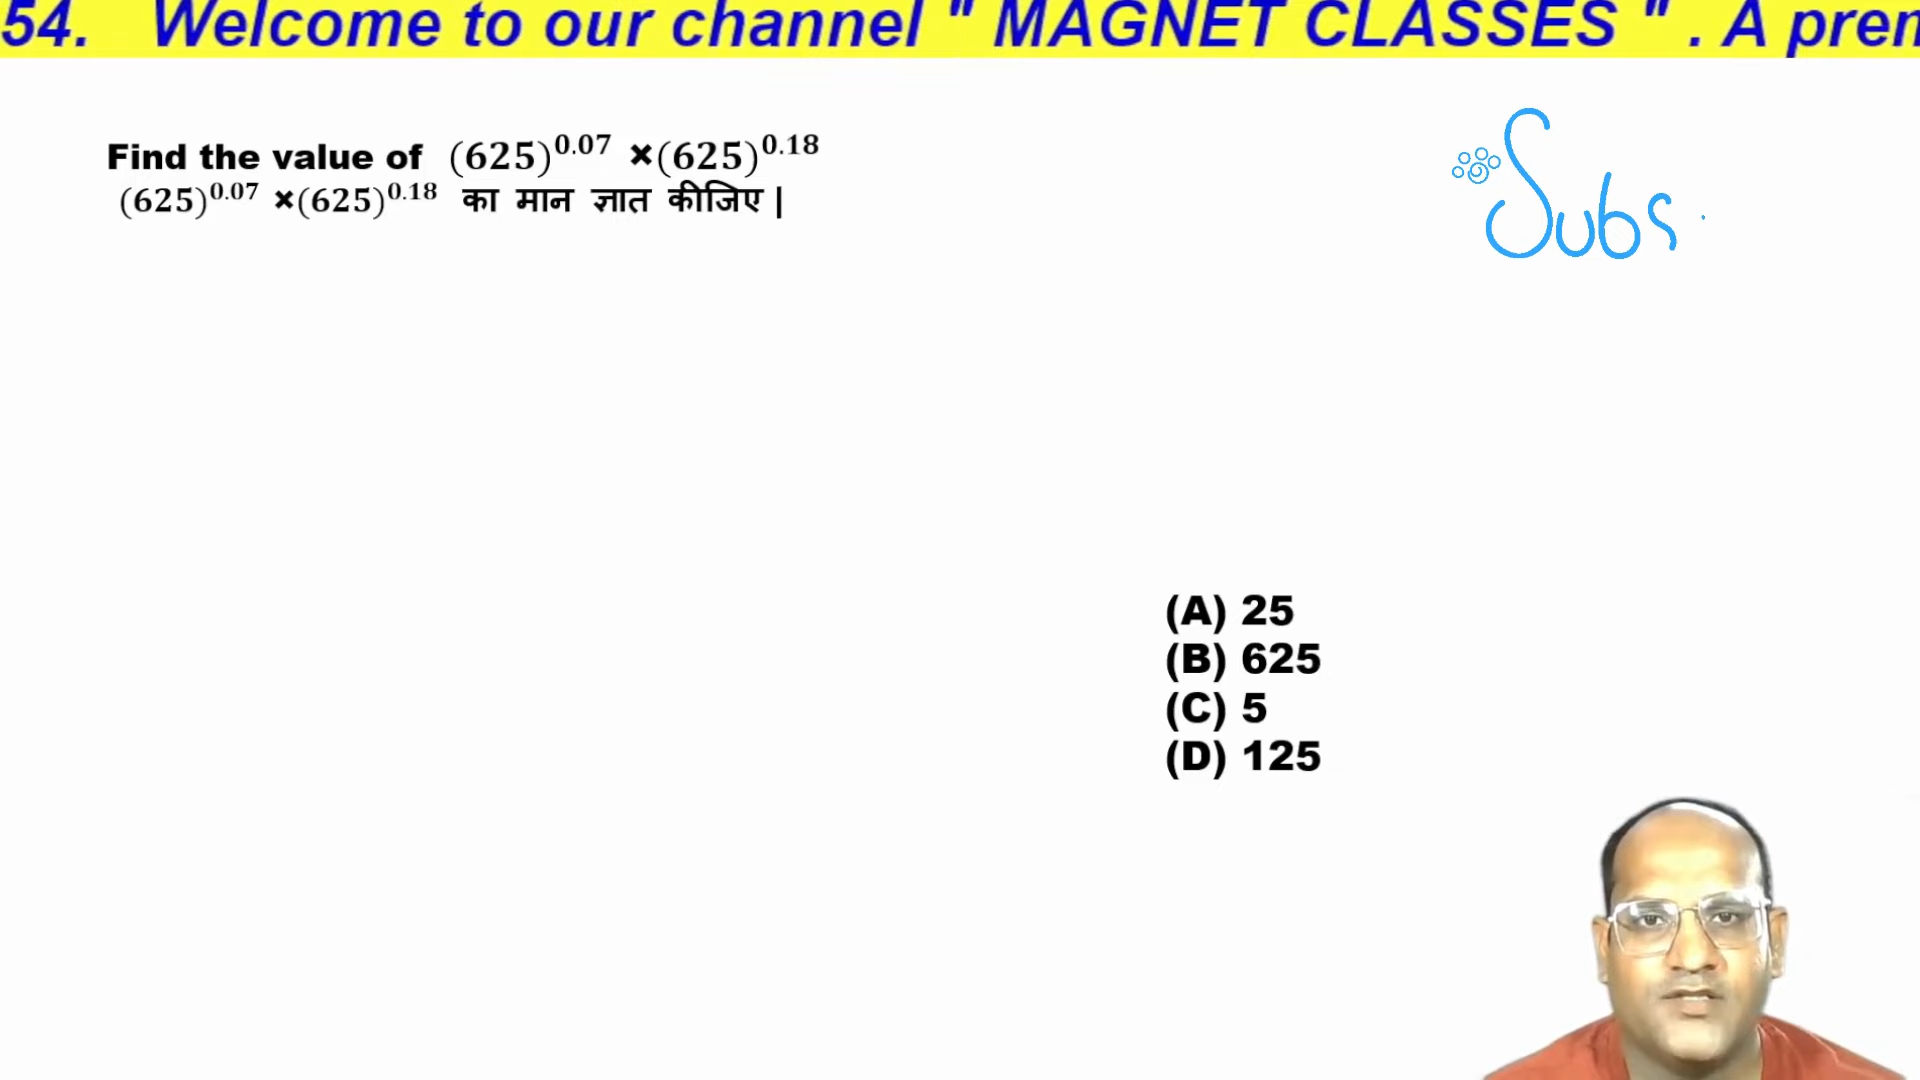 54. Welcome to our channel " MAGNET CLASSES " . A prem
Find the value of (625)^0.07 ×(625)^0.18
(625)^0.07 ×(625)^0.18 का मान ज्ञात कीजिए |
Subs
(A) 25
(B) 625
(C) 5
(D) 125